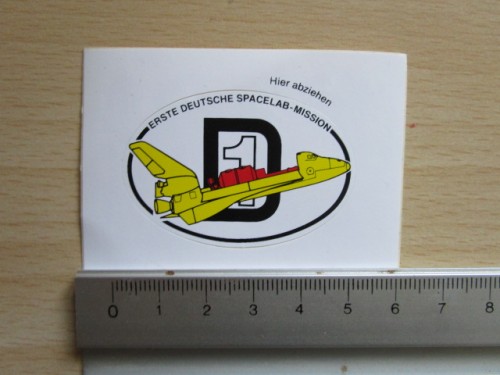 Hier abziehen
ERSTE DEUTSCHE SPACELAB-MISSION
D1
0 1 2 3 4 5 6 7 8